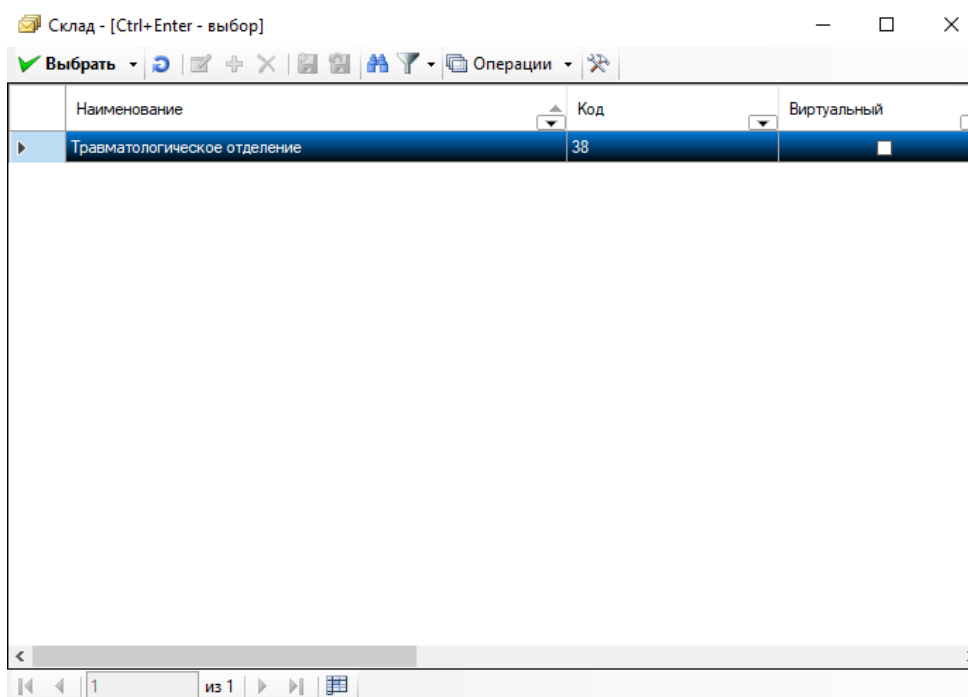 Склад - [Ctrl+Enter - выбор]
Выбрать Операции
Наименование Код Виртуальный
Травматологическое отделение 38
1 из 1